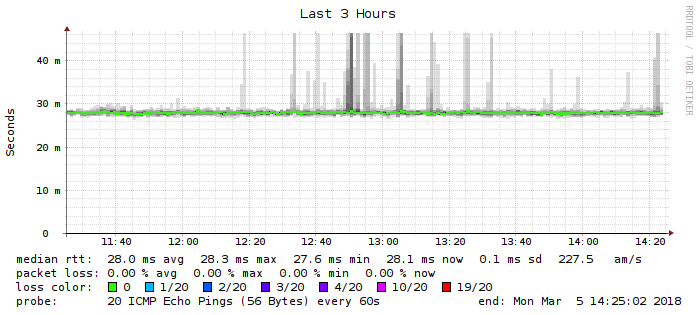 Last 3 Hours
RRDTOOL / TOBI OETIKER
Seconds
40 m
30 m
20 m
10 m
0
11:40 12:00 12:20 12:40 13:00 13:20 13:40 14:00 14:20
median rtt: 28.0 ms avg 28.3 ms max 27.6 ms min 28.1 ms now 0.1 ms sd 227.5 am/s
packet loss: 0.00 % avg 0.00 % max 0.00 % min 0.00 % now
loss color: 0 1/20 2/20 3/20 4/20 10/20 19/20
probe: 20 ICMP Echo Pings (56 Bytes) every 60s end: Mon Mar 5 14:25:02 2018